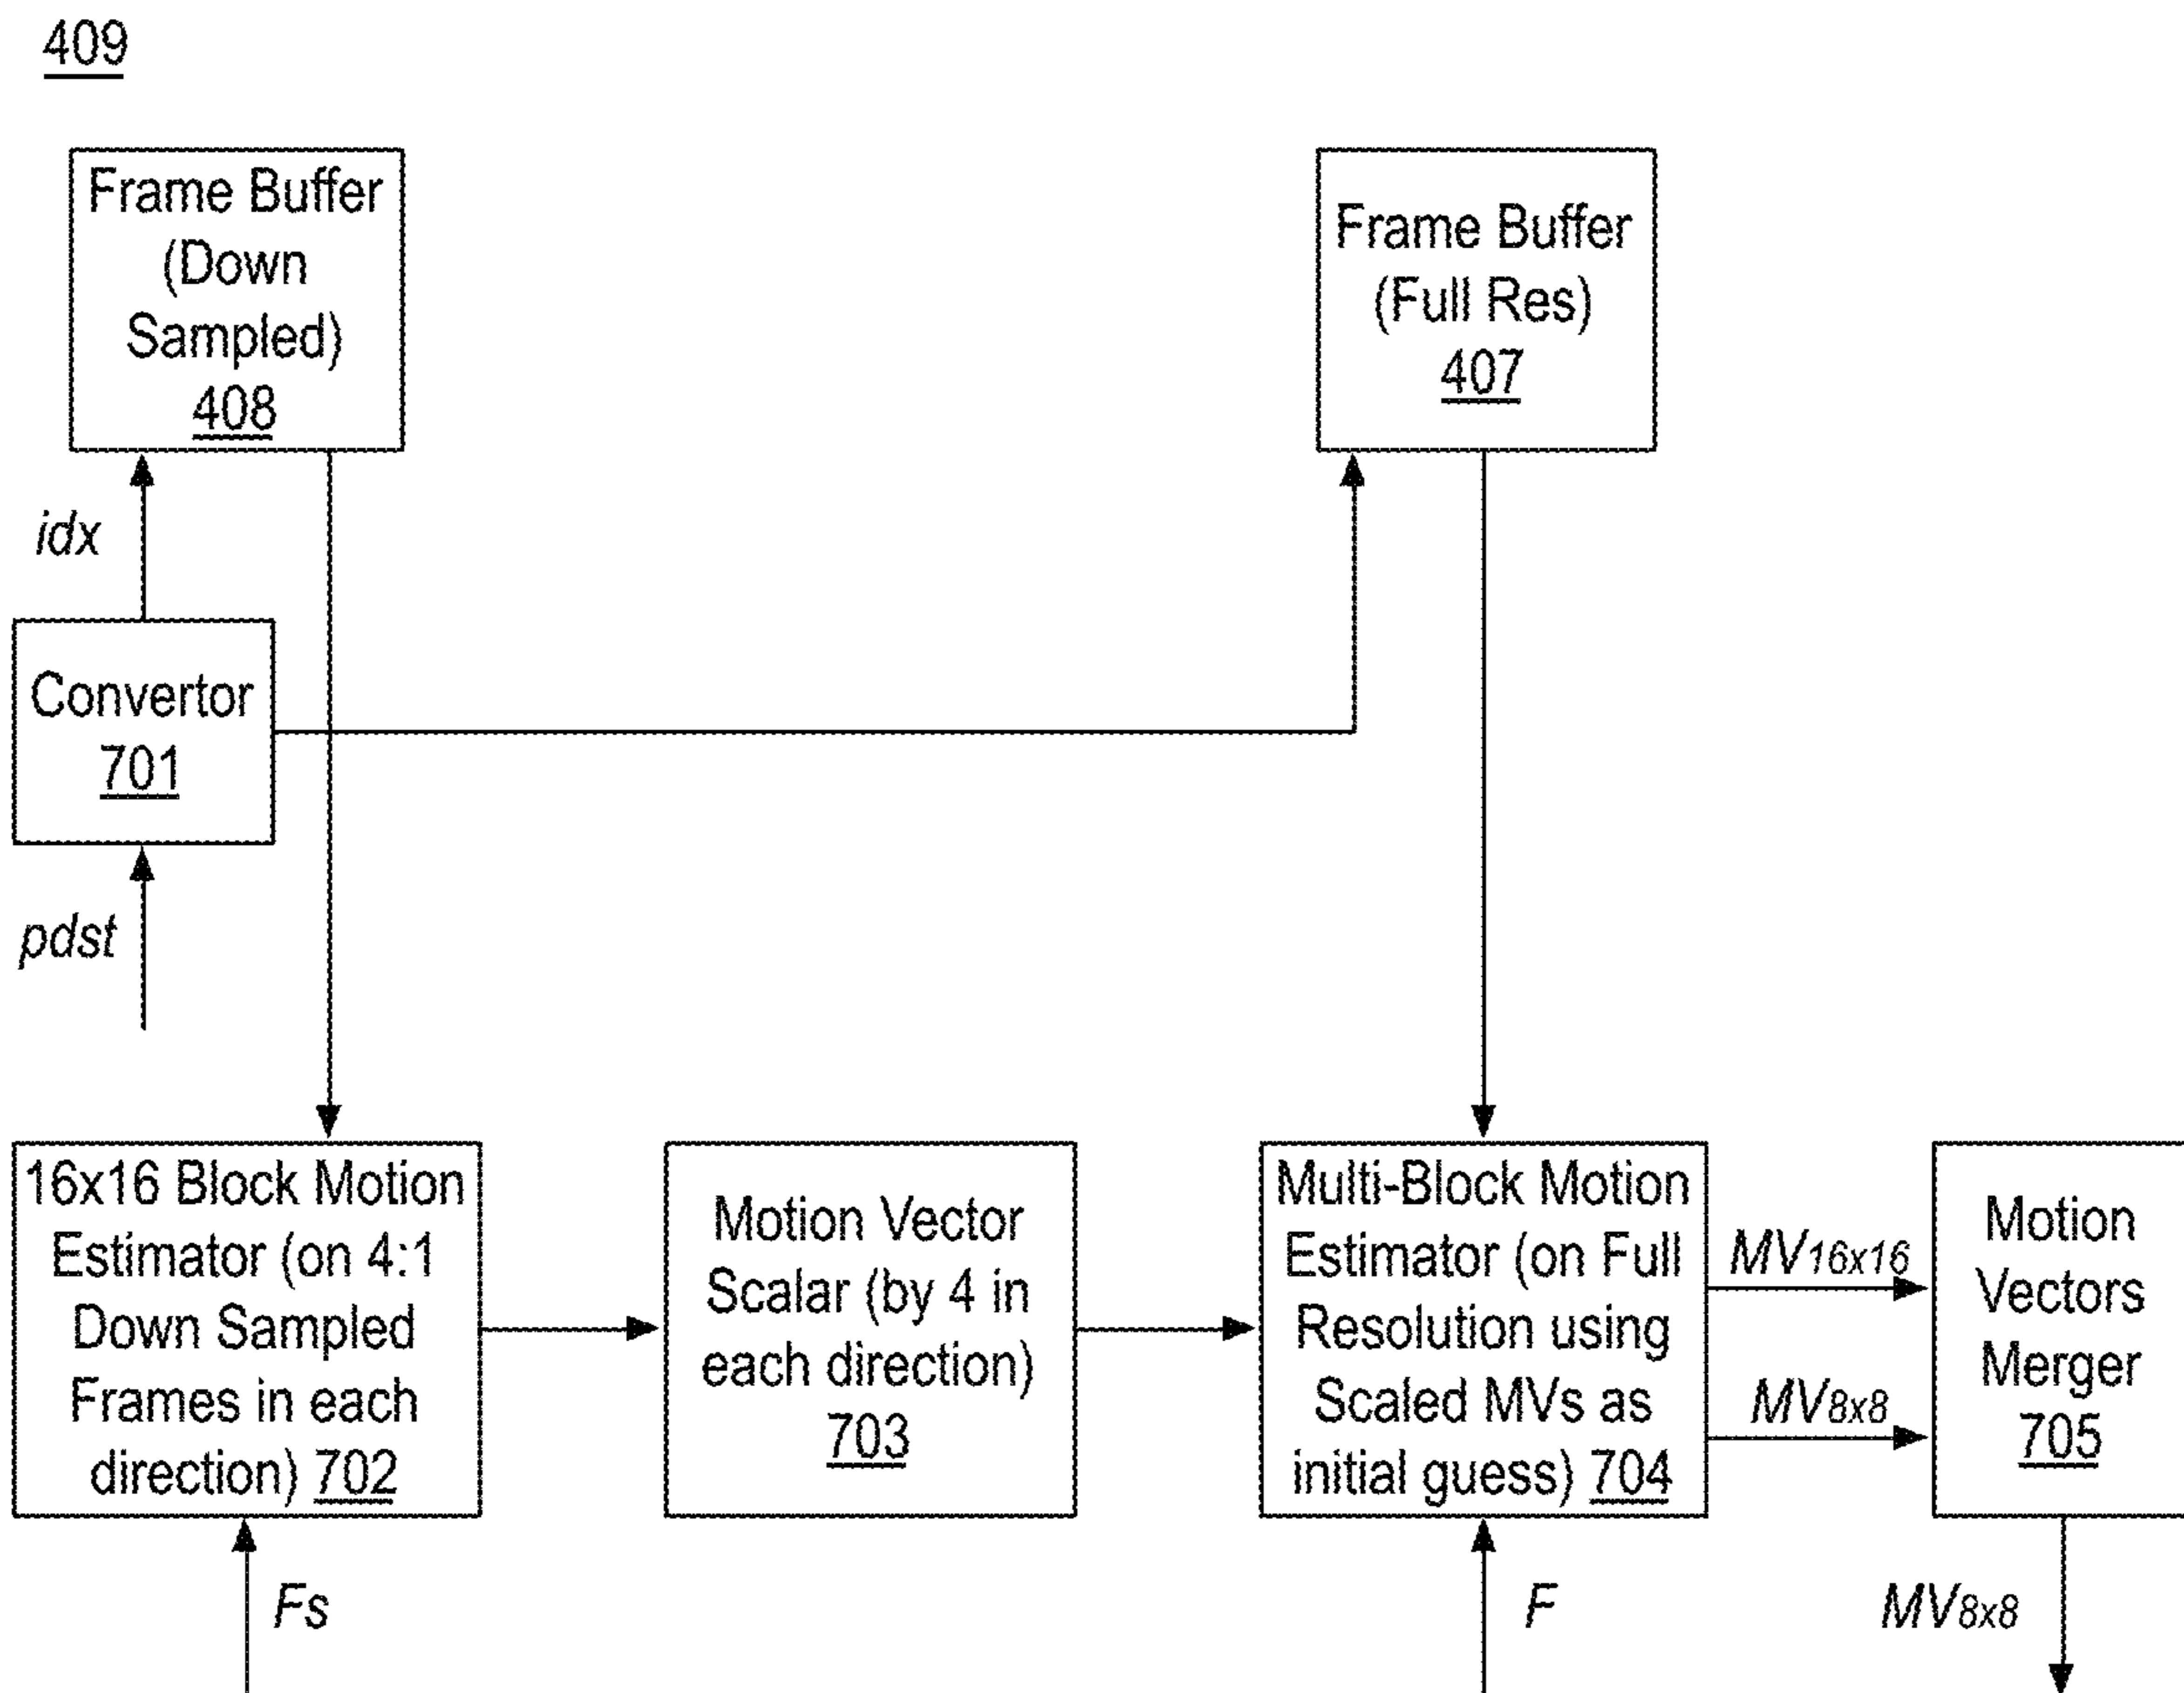 409
Frame Buffer
(Down
Sampled)
408
Frame Buffer
(Full Res)
407
idx
Convertor
701
pdst
16x16 Block Motion
Estimator (on 4:1
Down Sampled
Frames in each
direction) 702
Motion Vector
Scalar (by 4 in
each direction)
703
Multi-Block Motion
Estimator (on Full
Resolution using
Scaled MVs as
initial guess) 704
MV16x16
MV8x8
Motion
Vectors
Merger
705
Fs
F
MV8x8